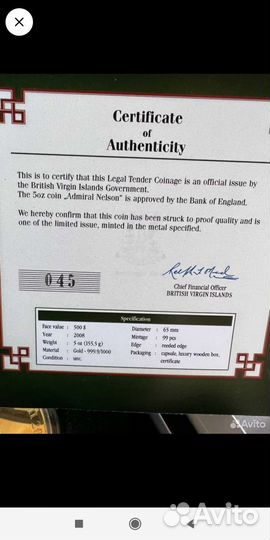 Certificate
of
Authenticity
This is to certify that this Legal Tender Coinage is an official issue by
the British Virgin Islands Government.
The 5oz coin „Admiral Nelson" is approved by the Bank of England.
We hereby confirm that this coin has been struck to proof quality and is
one of the limited issue, minted in the metal specified.
045
Chief Financial Officer
BRITISH VIRGIN ISLANDS
Specification
Face value : 500 $ Diameter : 65 mm
Year : 2008 Mintage : 99 pcs
Weight : 5 oz (155.5 g) Edge : reeded edge
Material : Gold - 999.9/1000 Packaging : capsule, luxury wooden box,
Condition : unc. certificate
Avito
Avito